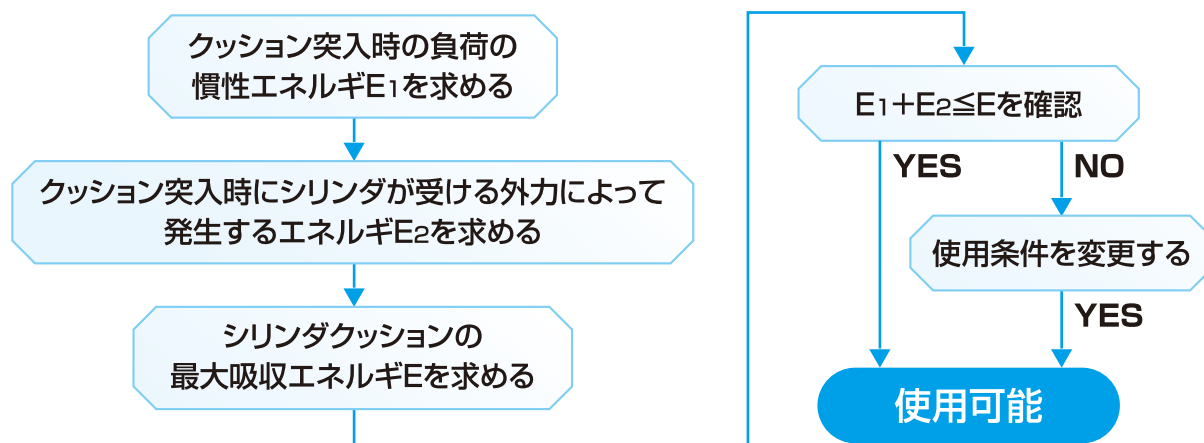 クッション突入時の負荷の
慣性エネルギE1を求める
クッション突入時にシリンダが受ける外力によって
発生するエネルギE2を求める
シリンダクッションの
最大吸収エネルギEを求める
E1+E2≦Eを確認
YES
NO
使用条件を変更する
YES
使用可能